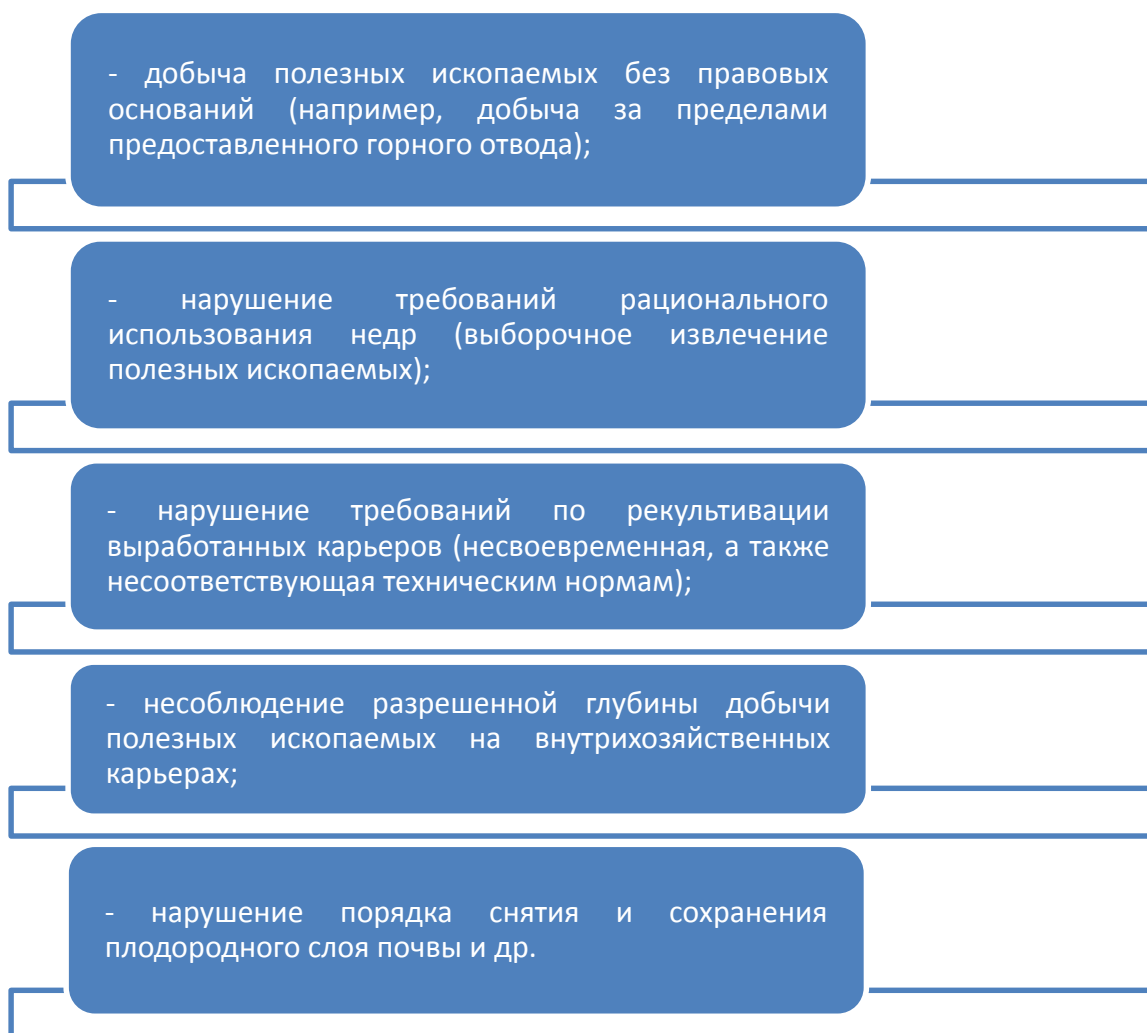 - добыча полезных ископаемых без правовых
оснований (например, добыча за пределами
предоставленного горного отвода);
- нарушение требований рационального
использования недр (выборочное извлечение
полезных ископаемых);
- нарушение требований по рекультивации
выработанных карьеров (несвоевременная, а также
несоответствующая техническим нормам);
- несоблюдение разрешенной глубины добычи
полезных ископаемых на внутрихозяйственных
карьерах;
- нарушение порядка снятия и сохранения
плодородного слоя почвы и др.